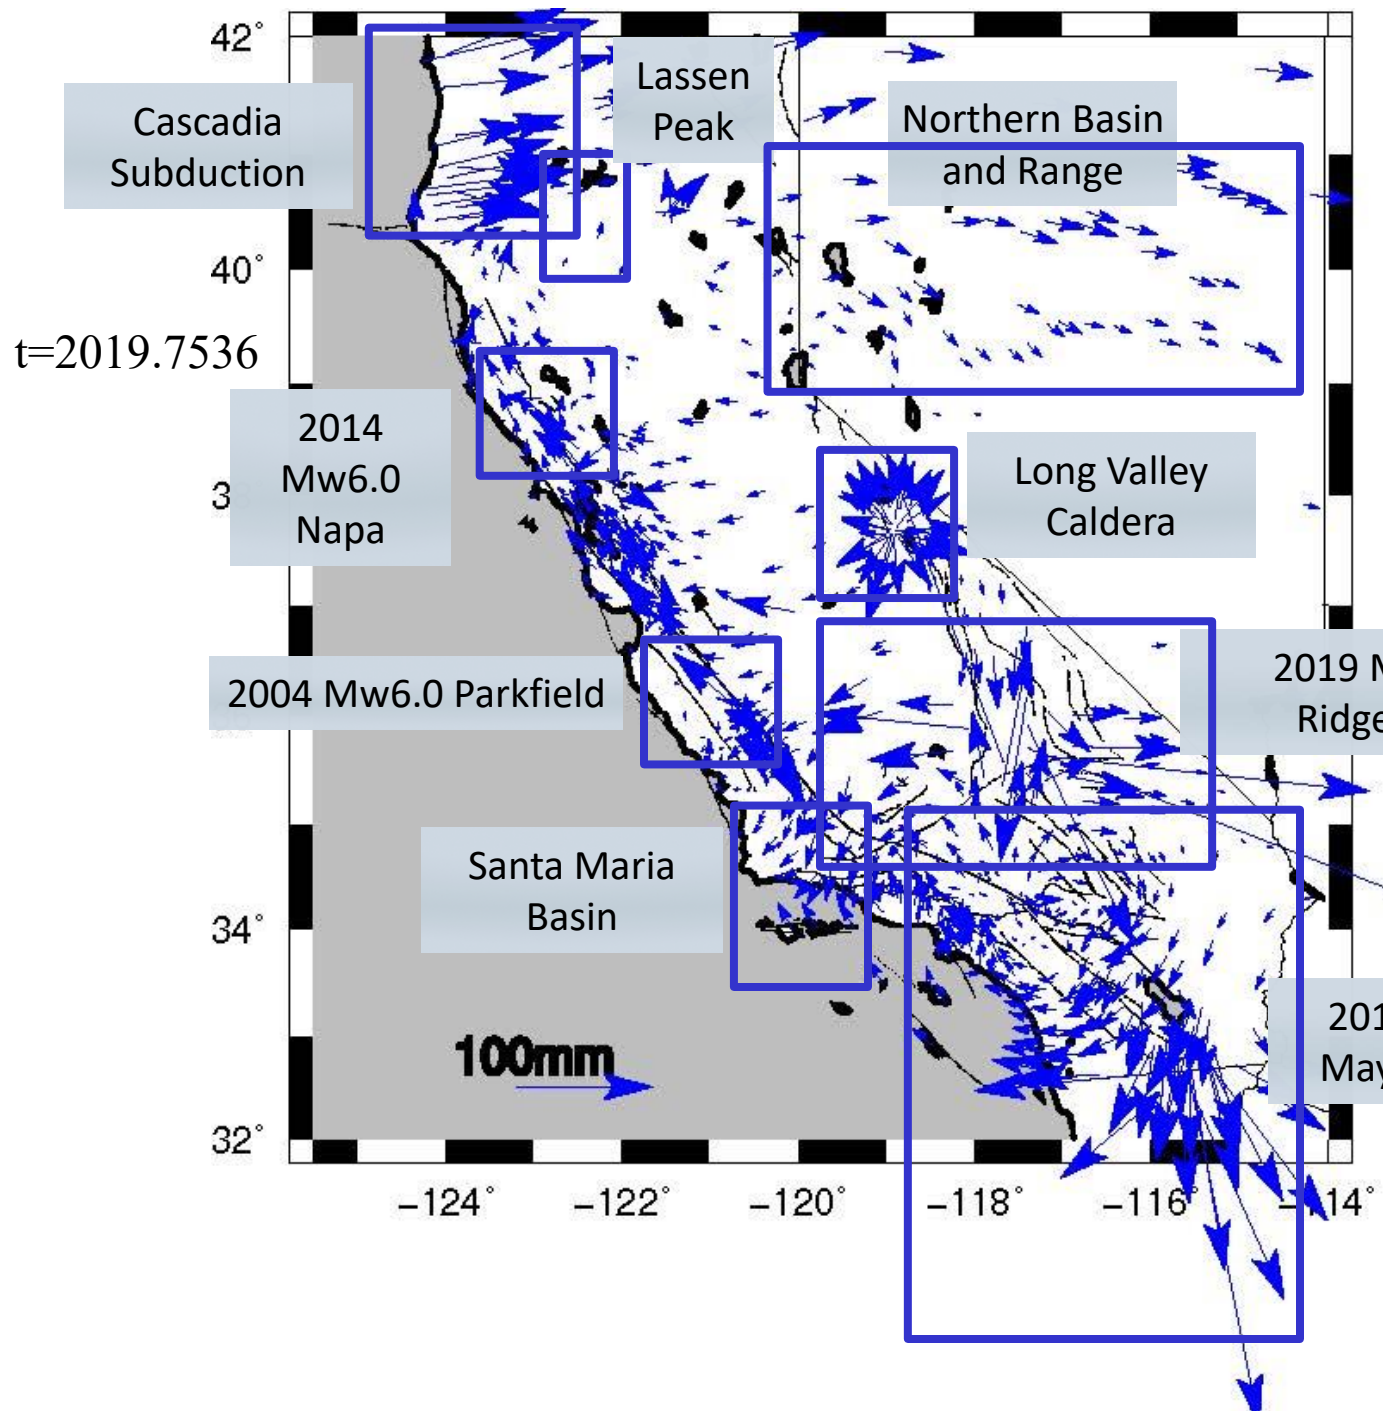 42°
Lassen
Peak
Cascadia
Subduction
Northern Basin
and Range
40°
t=2019.7536
2014
Mw6.0
Napa
Long Valley
Caldera
2004 Mw6.0 Parkfield
2019
Santa Maria
Basin
34°
100mm
32°
−124° −122° −120° −118° −116°